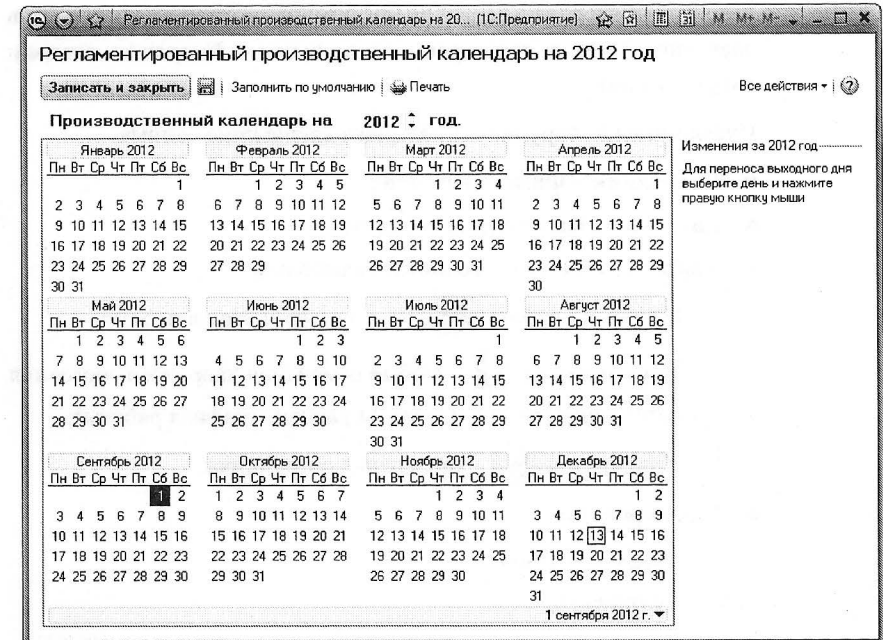 Регламентированный производственный календарь на 20... (1С:Предприятие) M M+ M-
Регламентированный производственный календарь на 2012 год
Записать и закрыть Заполнить по умолчанию Печать Все действия
Производственный календарь на 2012 год.
Изменения за 2012 год
Для переноса выходного дня
выберите день и нажмите
правую кнопку мыши
Январь 2012 Февраль 2012 Март 2012 Апрель 2012
Пн Вт Ср Чт Пт Сб Вс Пн Вт Ср Чт Пт Сб Вс Пн Вт Ср Чт Пт Сб Вс Пн Вт Ср Чт Пт Сб Вс
1 1 2 3 4 5 1 2 3 4 1
2 3 4 5 6 7 8 6 7 8 9 10 11 12 5 6 7 8 9 10 11 2 3 4 5 6 7 8
9 10 11 12 13 14 15 13 14 15 16 17 18 19 12 13 14 15 16 17 18 9 10 11 12 13 14 15
16 17 18 19 20 21 22 20 21 22 23 24 25 26 19 20 21 22 23 24 25 16 17 18 19 20 21 22
23 24 25 26 27 28 29 27 28 29 26 27 28 29 30 31 23 24 25 26 27 28 29
30 31 30
Май 2012 Июнь 2012 Июль 2012 Август 2012
Пн Вт Ср Чт Пт Сб Вс Пн Вт Ср Чт Пт Сб Вс Пн Вт Ср Чт Пт Сб Вс Пн Вт Ср Чт Пт Сб Вс
1 2 3 4 5 6 1 2 3 1 1 2 3 4 5
7 8 9 10 11 12 13 4 5 6 7 8 9 10 2 3 4 5 6 7 8 6 7 8 9 10 11 12
14 15 16 17 18 19 20 11 12 13 14 15 16 17 9 10 11 12 13 14 15 13 14 15 16 17 18 19
21 22 23 24 25 26 27 18 19 20 21 22 23 24 16 17 18 19 20 21 22 20 21 22 23 24 25 26
28 29 30 31 25 26 27 28 29 30 23 24 25 26 27 28 29 27 28 29 30 31
30 31
Сентябрь 2012 Октябрь 2012 Ноябрь 2012 Декабрь 2012
Пн Вт Ср Чт Пт Сб Вс Пн Вт Ср Чт Пт Сб Вс Пн Вт Ср Чт Пт Сб Вс Пн Вт Ср Чт Пт Сб Вс
1 2 1 2 3 4 5 6 7 1 2 3 4 1 2
3 4 5 6 7 8 9 8 9 10 11 12 13 14 5 6 7 8 9 10 11 3 4 5 6 7 8 9
10 11 12 13 14 15 16 15 16 17 18 19 20 21 12 13 14 15 16 17 18 10 11 12 13 14 15 16
17 18 19 20 21 22 23 22 23 24 25 26 27 28 19 20 21 22 23 24 25 17 18 19 20 21 22 23
24 25 26 27 28 29 30 29 30 31 26 27 28 29 30 24 25 26 27 28 29 30
31
1 сентября 2012 г.